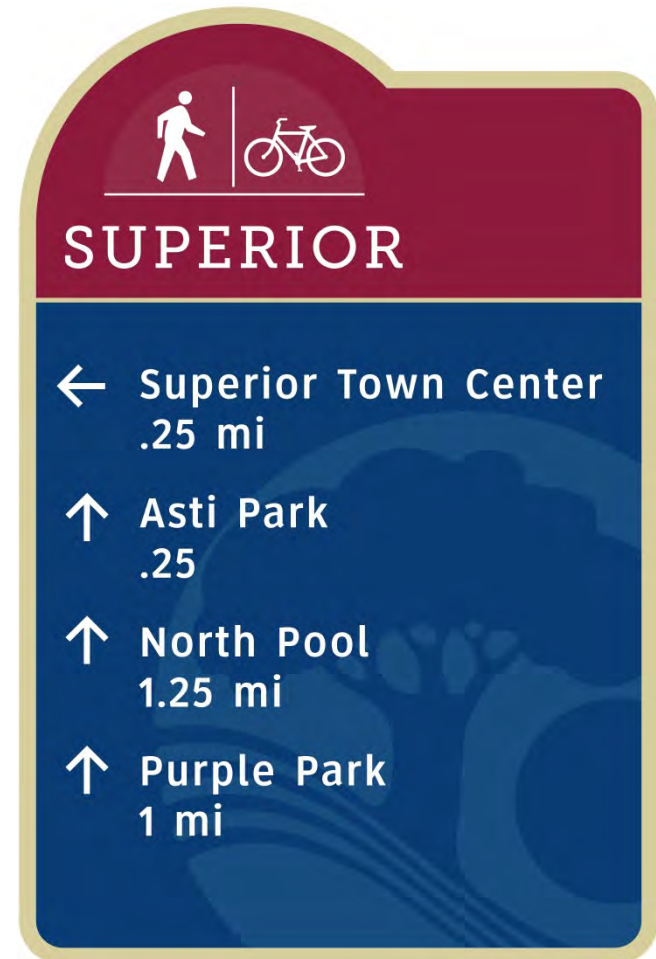 SUPERIOR
← Superior Town Center
.25 mi
↑ Asti Park
.25
↑ North Pool
1.25 mi
↑ Purple Park
1 mi